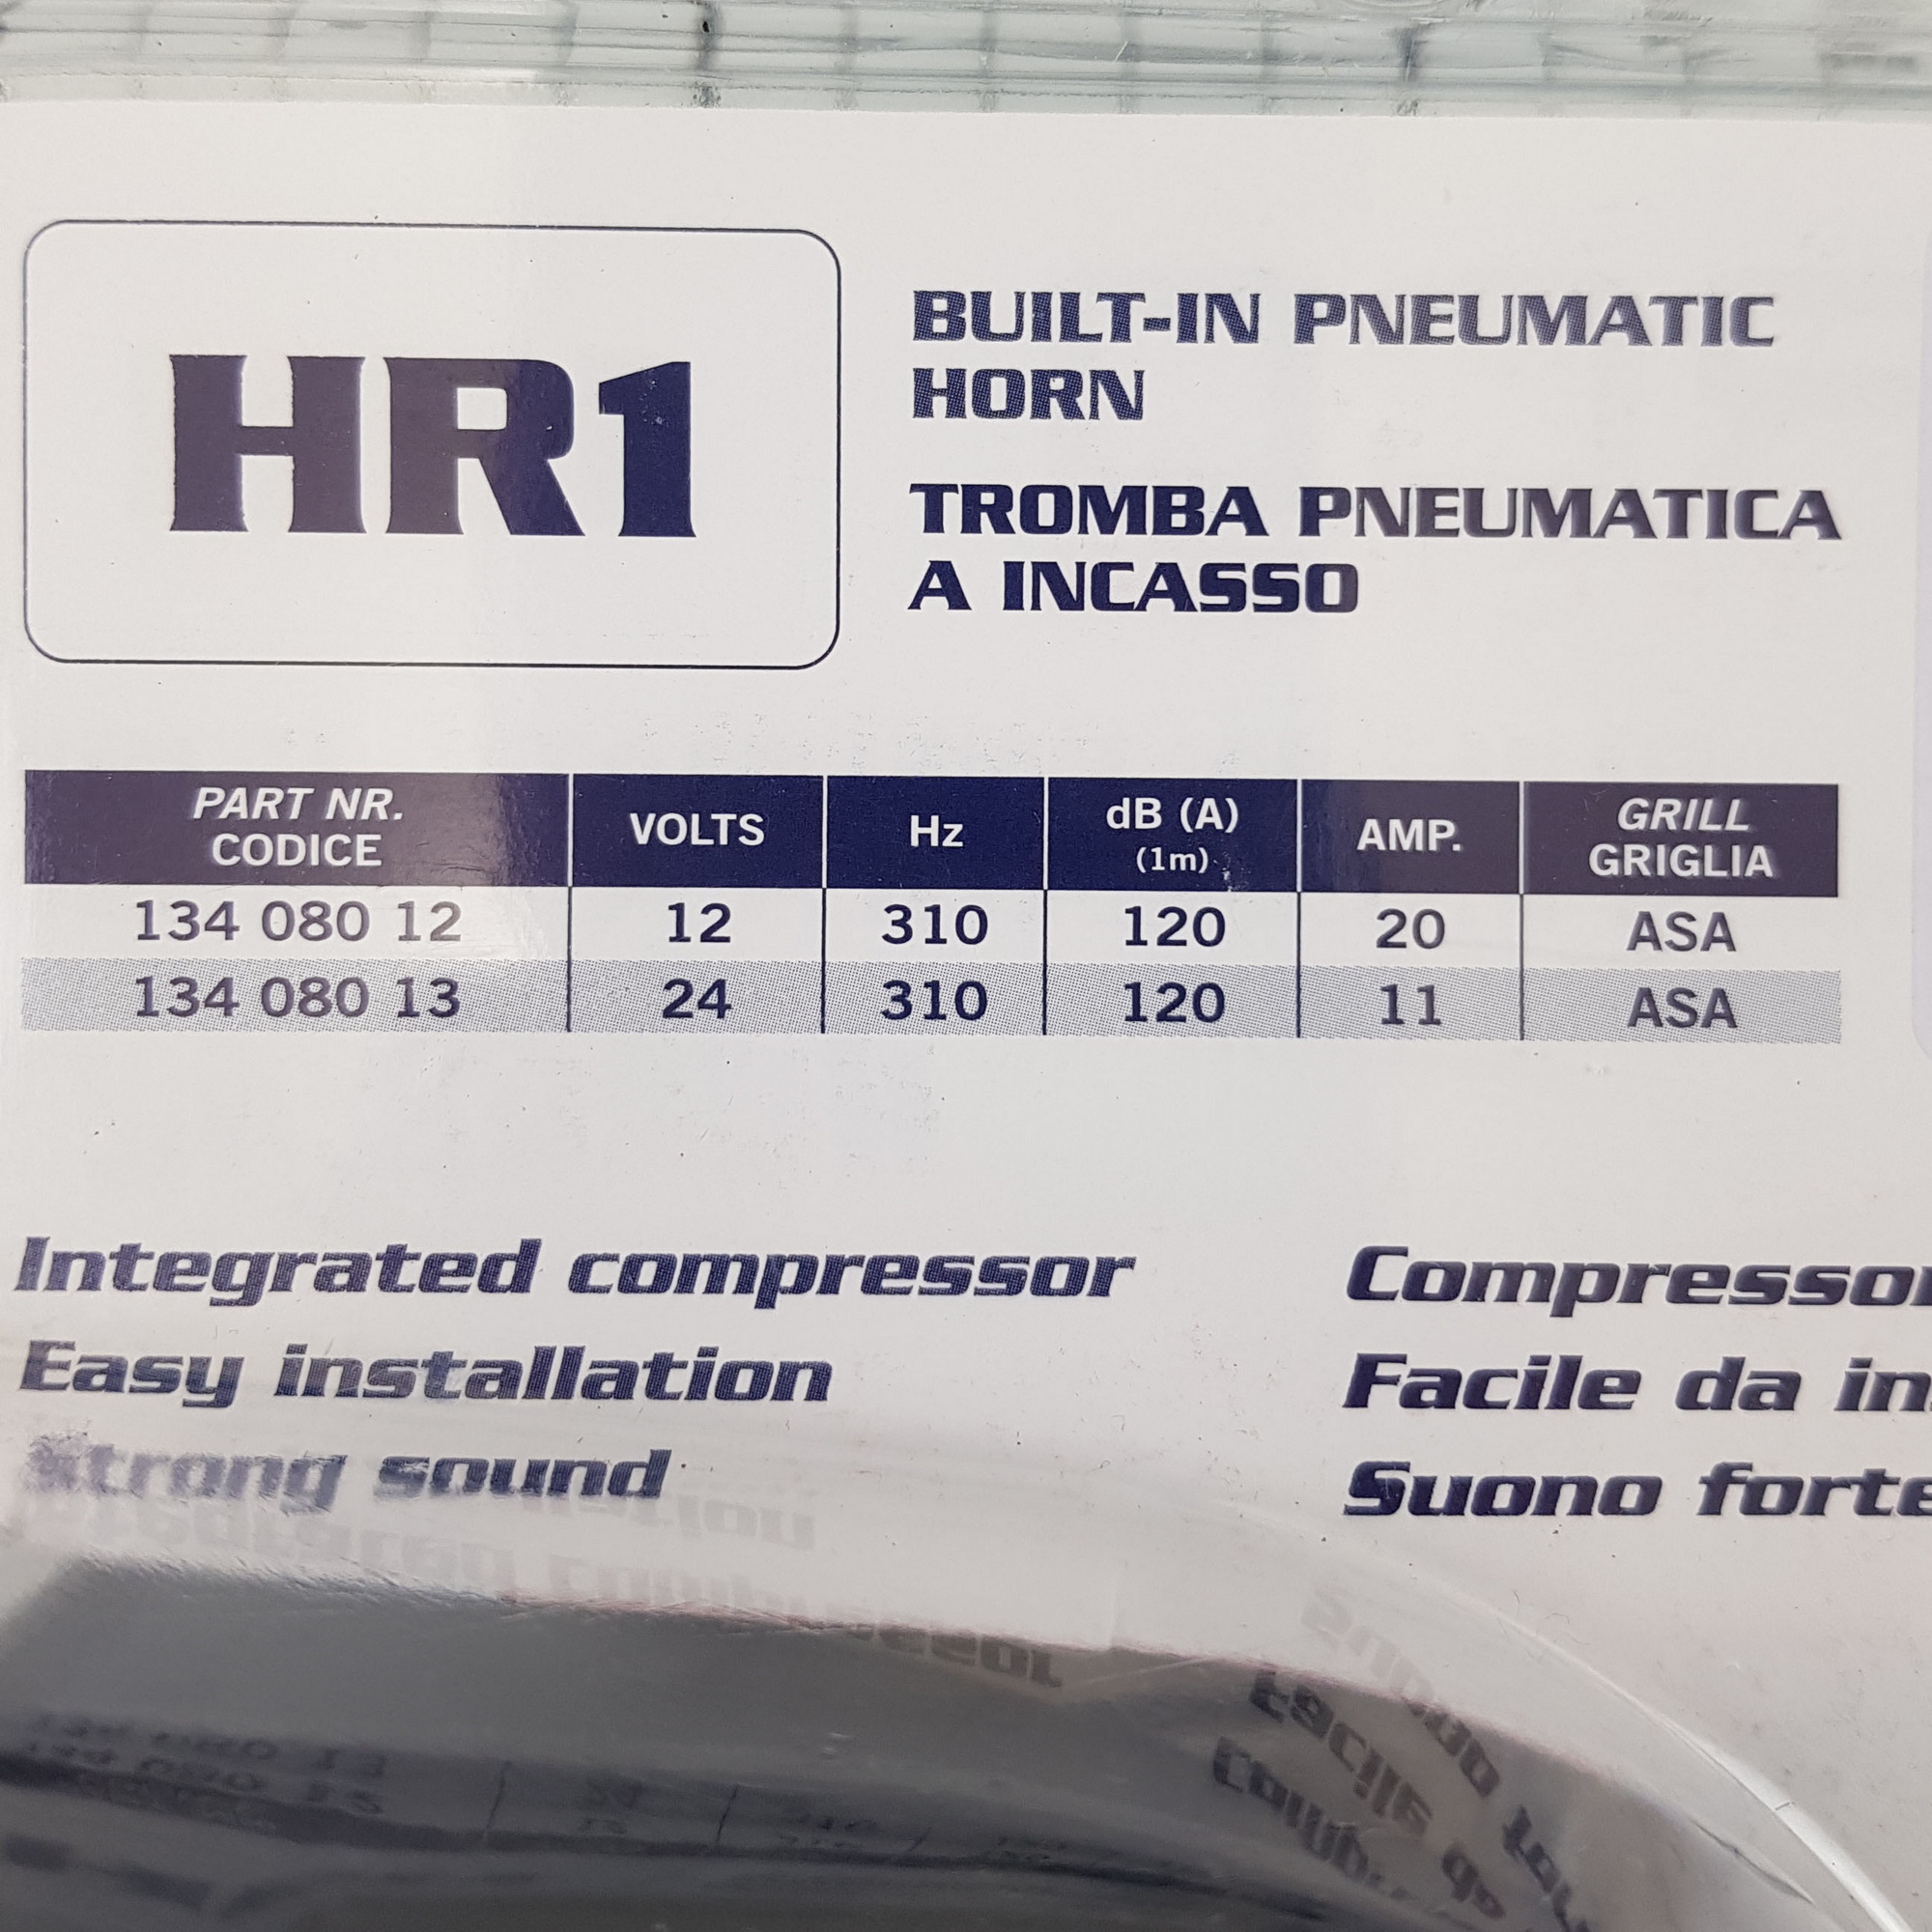 HR1
BUILT-IN PNEUMATIC
HORN
TROMBA PNEUMATICA
A INCASSO
PART NR. VOLTS Hz dB (A) AMP. GRILL
CODICE (1m) GRIGLIA
134 080 12 12 310 120 20 ASA
134 080 13 24 310 120 11 ASA
Integrated compressor
Easy installation
Strong sound
Facile da
Suono forte